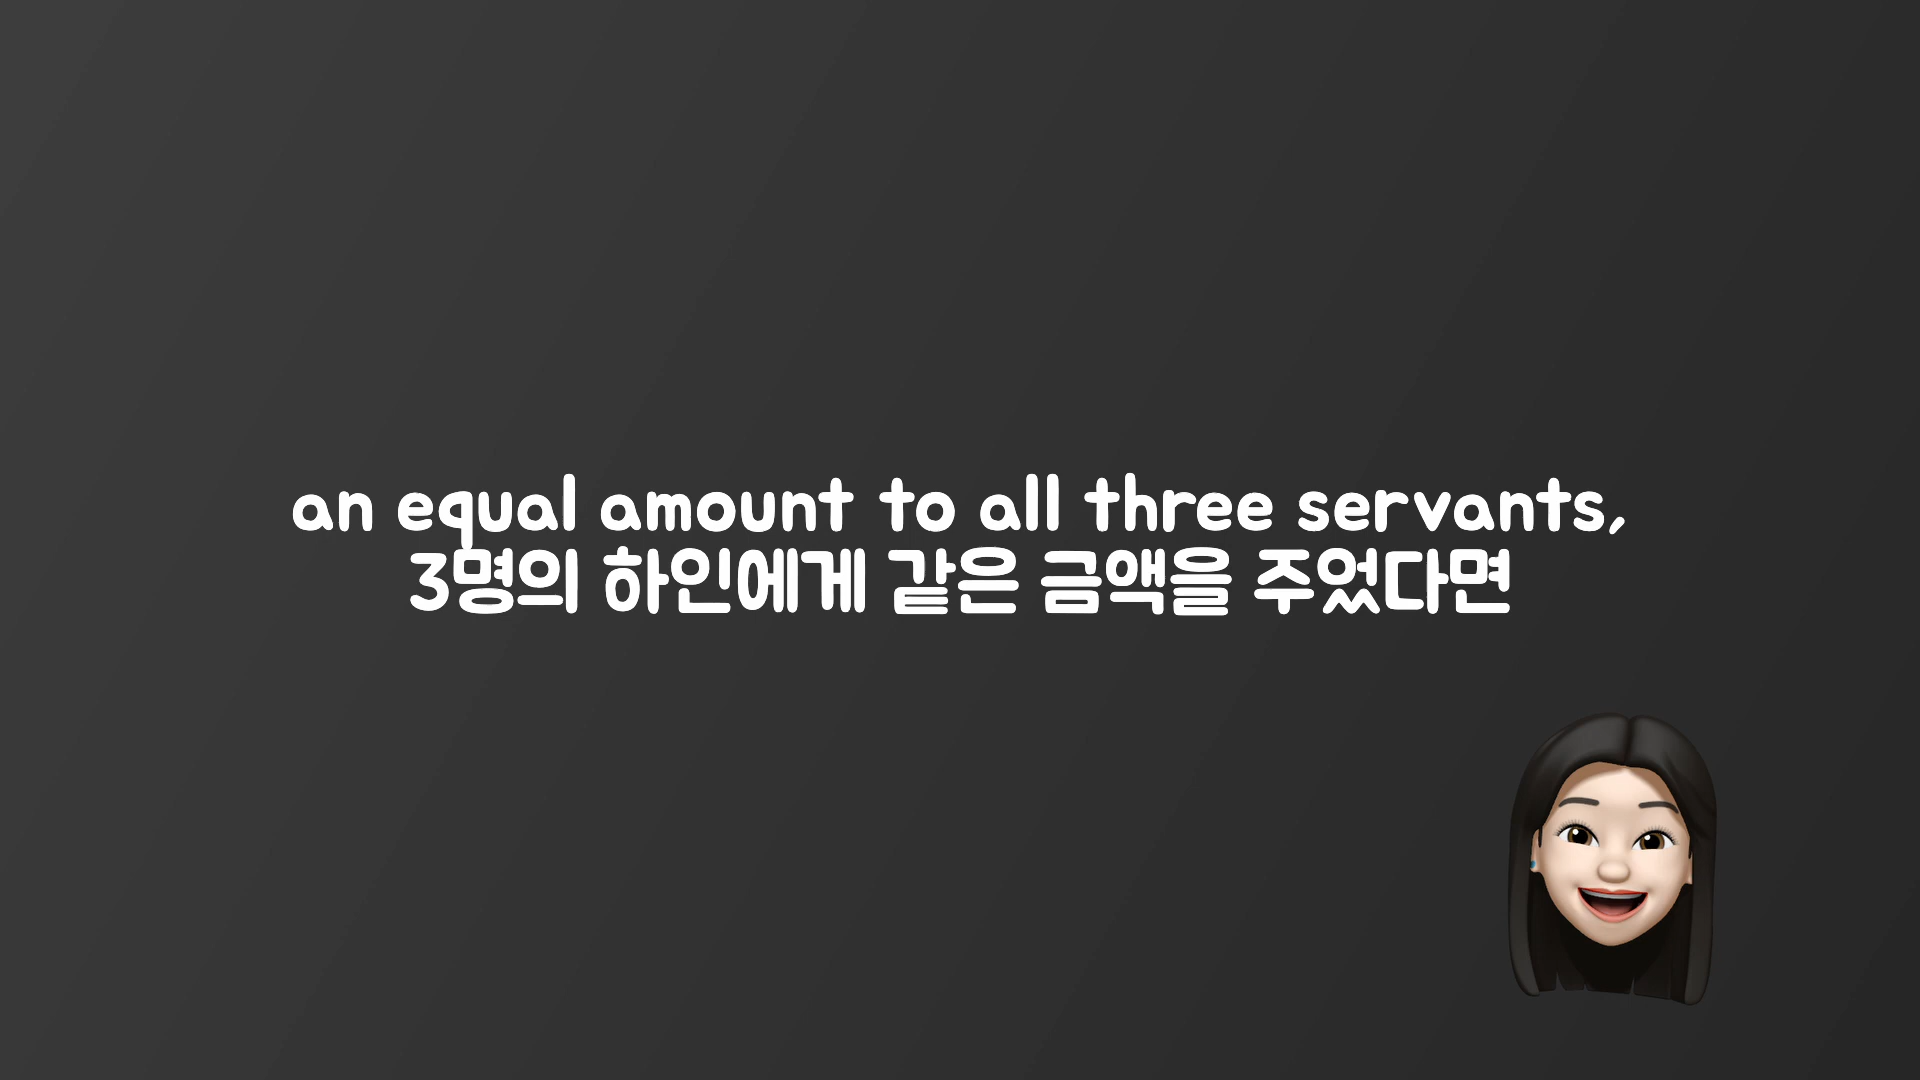 an equal amount to all three servants,
3명의 하인에게 같은 금액을 주었다면